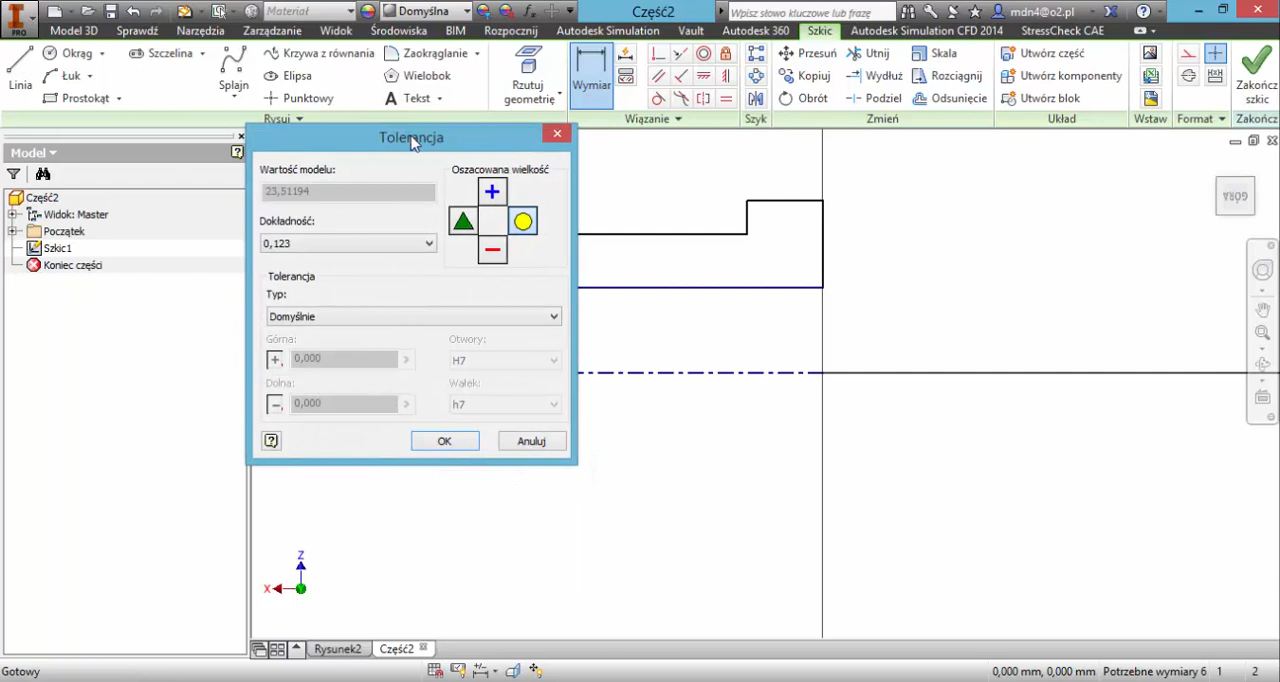 PRO
Materiał
Domyślna
Część2
Wpisz słowo kluczowe lub frazę
mdn4@o2.pl
Model 3D Sprawdź Narzędzia Zarządzanie Widok Środowiska BIM Rozpocznij Autodesk Simulation Vault Autodesk 360 Szkic Autodesk Simulation CFD 2014 StressCheck CAE
Okrąg Szczelina Krzywa z równania Zaokrąglanie Przesuń Utnij Skala Utwórz część
Łuk Elipsa Wielobok Kopiuj Wydłuż Rozciągnij Utwórz komponenty
Linia Splajn Rzutuj Wymiar Zakończ
Prostokąt Punktowy Tekst geometrię Obrót Podziel Odsunięcie Utwórz blok szkic
Rysuj Wiązanie Szyk Zmień Układ Wstaw Format Zakończ
Model
Część2
Widok: Master
Początek
Szkic1
Koniec części
Tolerancja
Wartość modelu: Oszacowana wielkość
23,51194
Dokładność:
0,123
Tolerancja
Typ:
Domyślnie
Górna: Otwory:
0,000 H7
Dolna: Wałek:
0,000 h7
OK Anuluj
GÓRA
Z
X
Rysunek2 Część2
Gotowy 0,000 mm, 0,000 mm Potrzebne wymiary 6 1 2